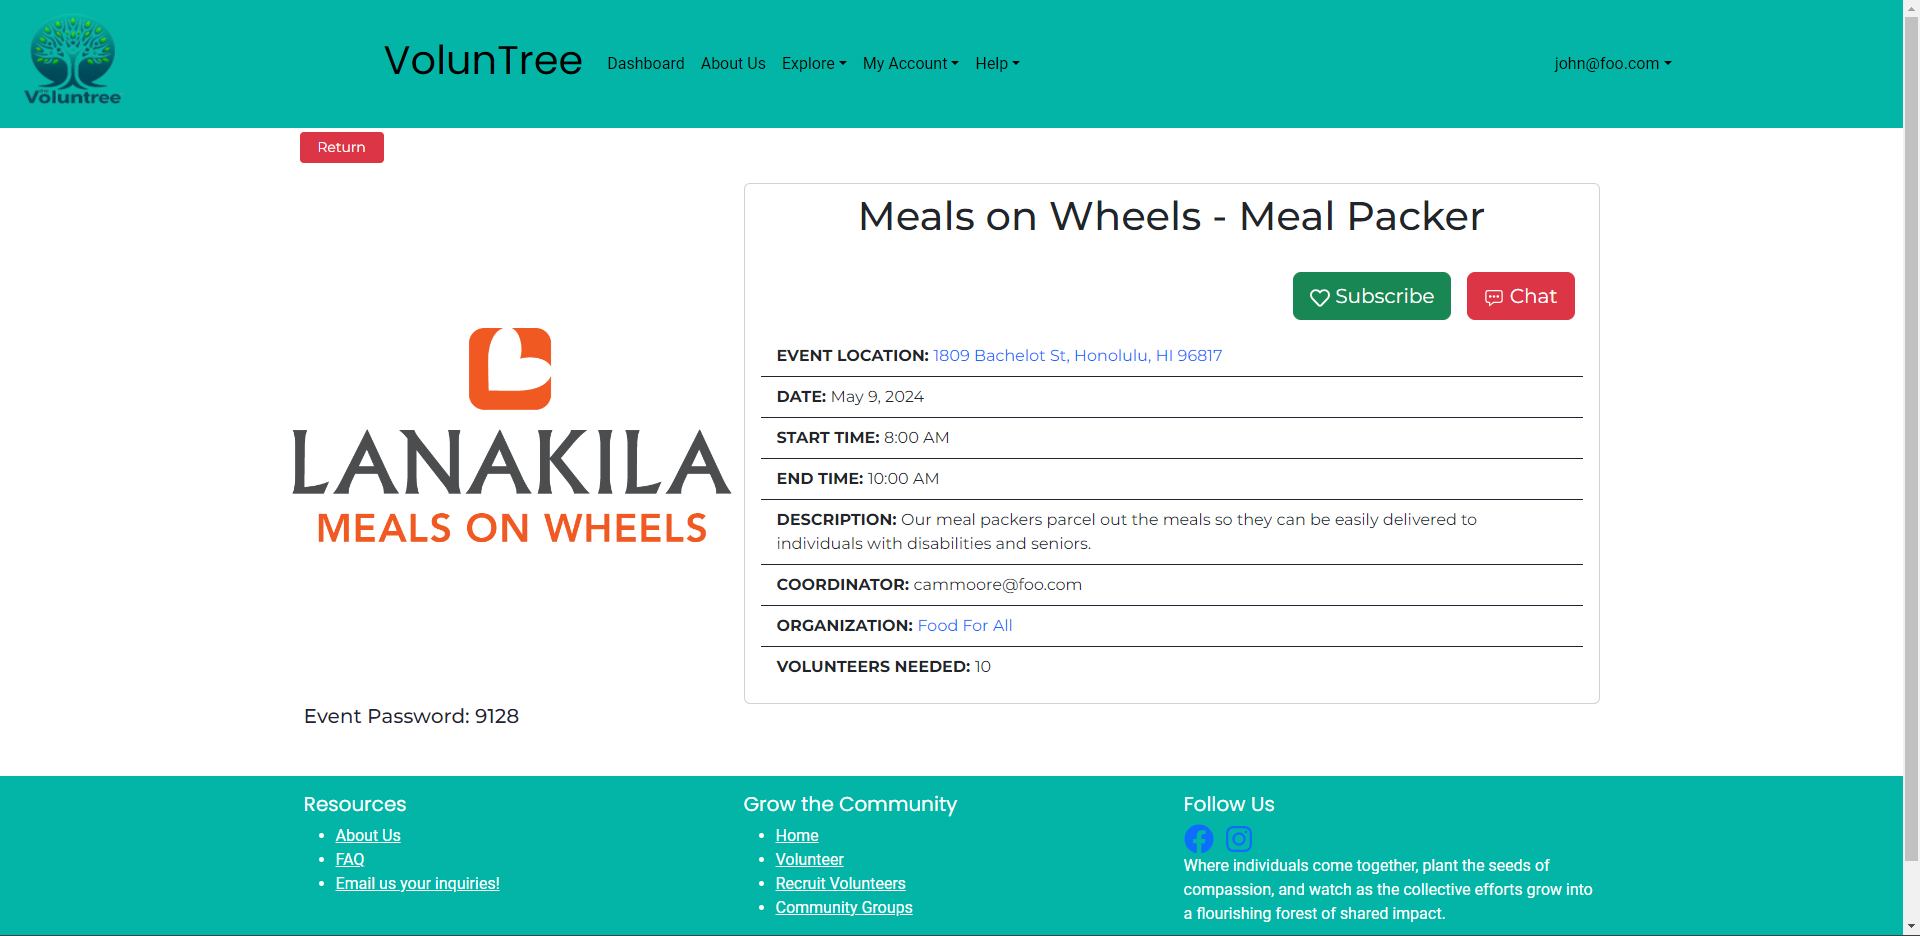 Voluntree
VolunTree Dashboard About Us Explore My Account Help john@foo.com
Return
Meals on Wheels - Meal Packer
Subscribe Chat
LANAKILA
MEALS ON WHEELS
EVENT LOCATION: 1809 Bachelot St, Honolulu, HI 96817
DATE: May 9, 2024
START TIME: 8:00 AM
END TIME: 10:00 AM
DESCRIPTION: Our meal packers parcel out the meals so they can be easily delivered to
individuals with disabilities and seniors.
COORDINATOR: cammoore@foo.com
ORGANIZATION: Food For All
VOLUNTEERS NEEDED: 10
Event Password: 9128
Resources
About Us
FAQ
Email us your inquiries!
Grow the Community
Home
Volunteer
Recruit Volunteers
Community Groups
Follow Us
Where individuals come together, plant the seeds of
compassion, and watch as the collective efforts grow into
a flourishing forest of shared impact.